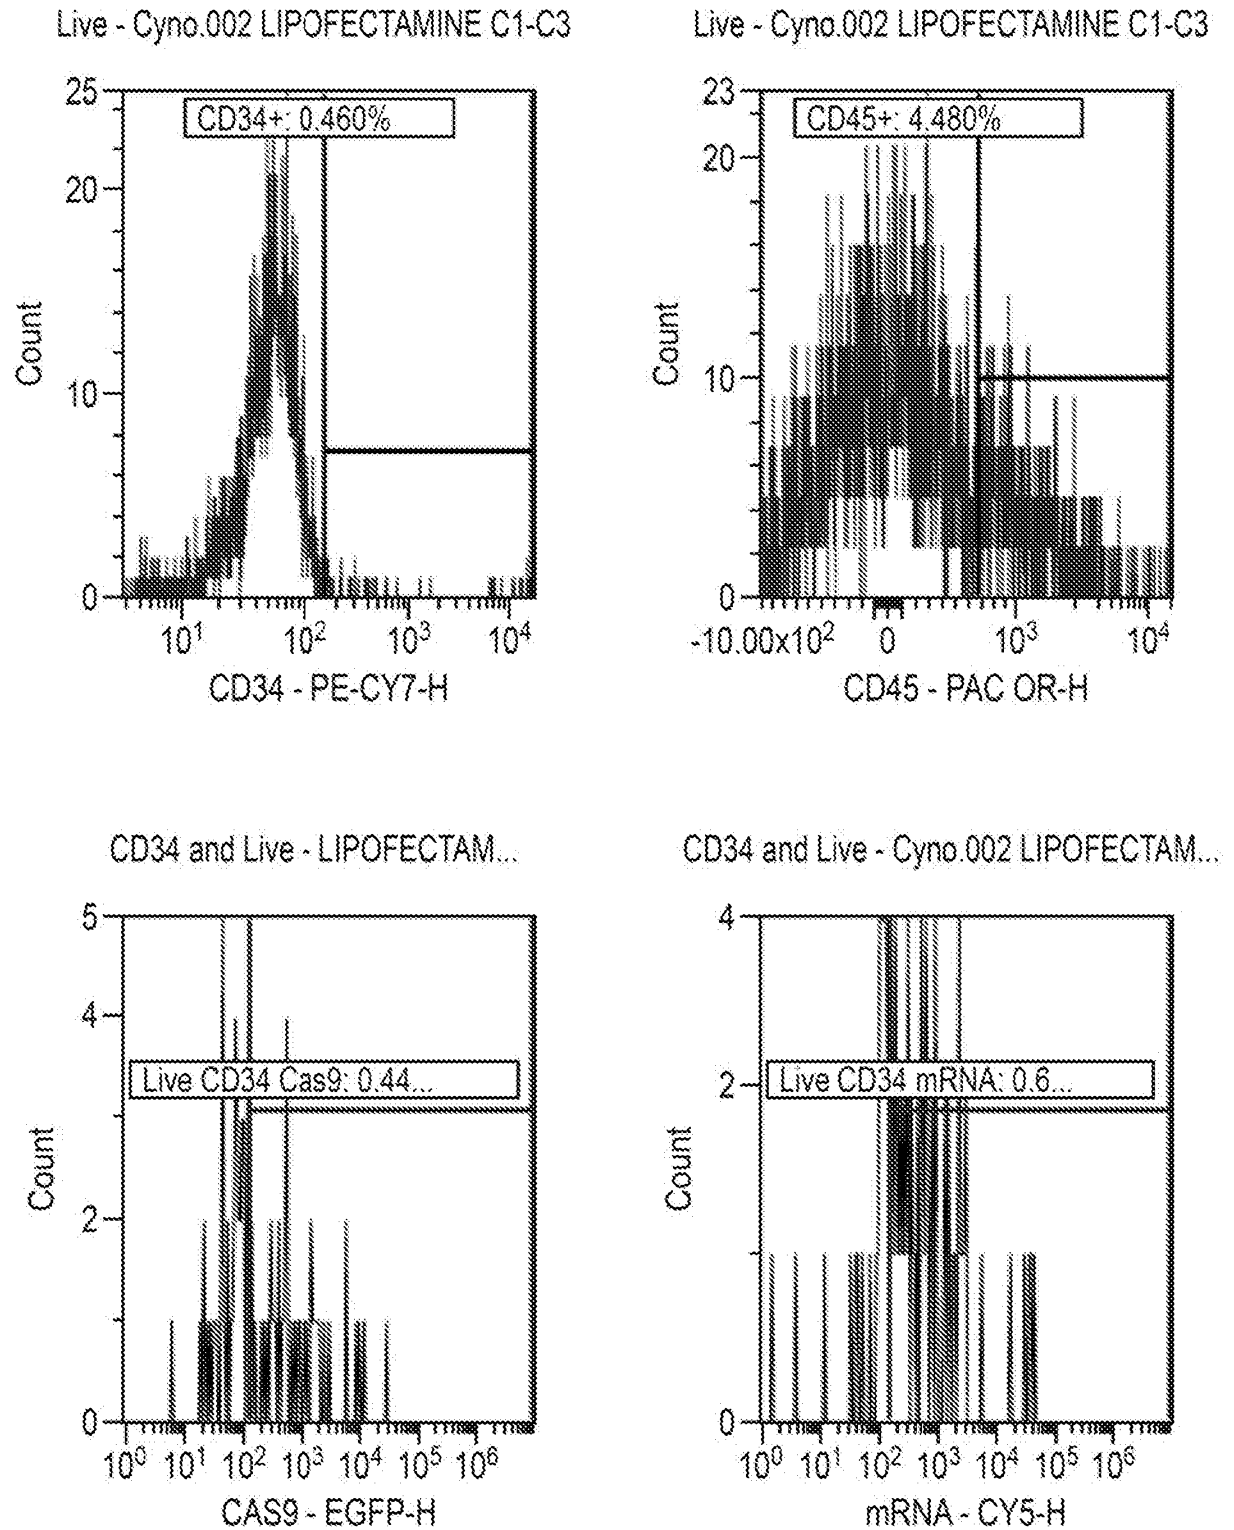 Live - Cyno.002 LIPOFECTAMINE C1-C3
25
20
10
0
Count
CD34+: 0.460%
10¹ 10² 10³ 10⁴
CD34 - PE-CY7-H
Live - Cyno.002 LIPOFECTAMINE C1-C3
23
20
10
0
Count
CD45+: 4.480%
-10.00x10² 0 10³ 10⁴
CD45 - PAC OR-H
CD34 and Live - LIPOFECTAM...
5
4
2
0
Count
Live CD34 Cas9: 0.44...
10⁰ 10¹ 10² 10³ 10⁴ 10⁵ 10⁶
CAS9 - EGFP-H
CD34 and Live - Cyno.002 LIPOFECTAM...
4
2
0
Count
Live CD34 mRNA: 0.6...
10⁰ 10¹ 10² 10³ 10⁴ 10⁵ 10⁶
mRNA - CY5-H